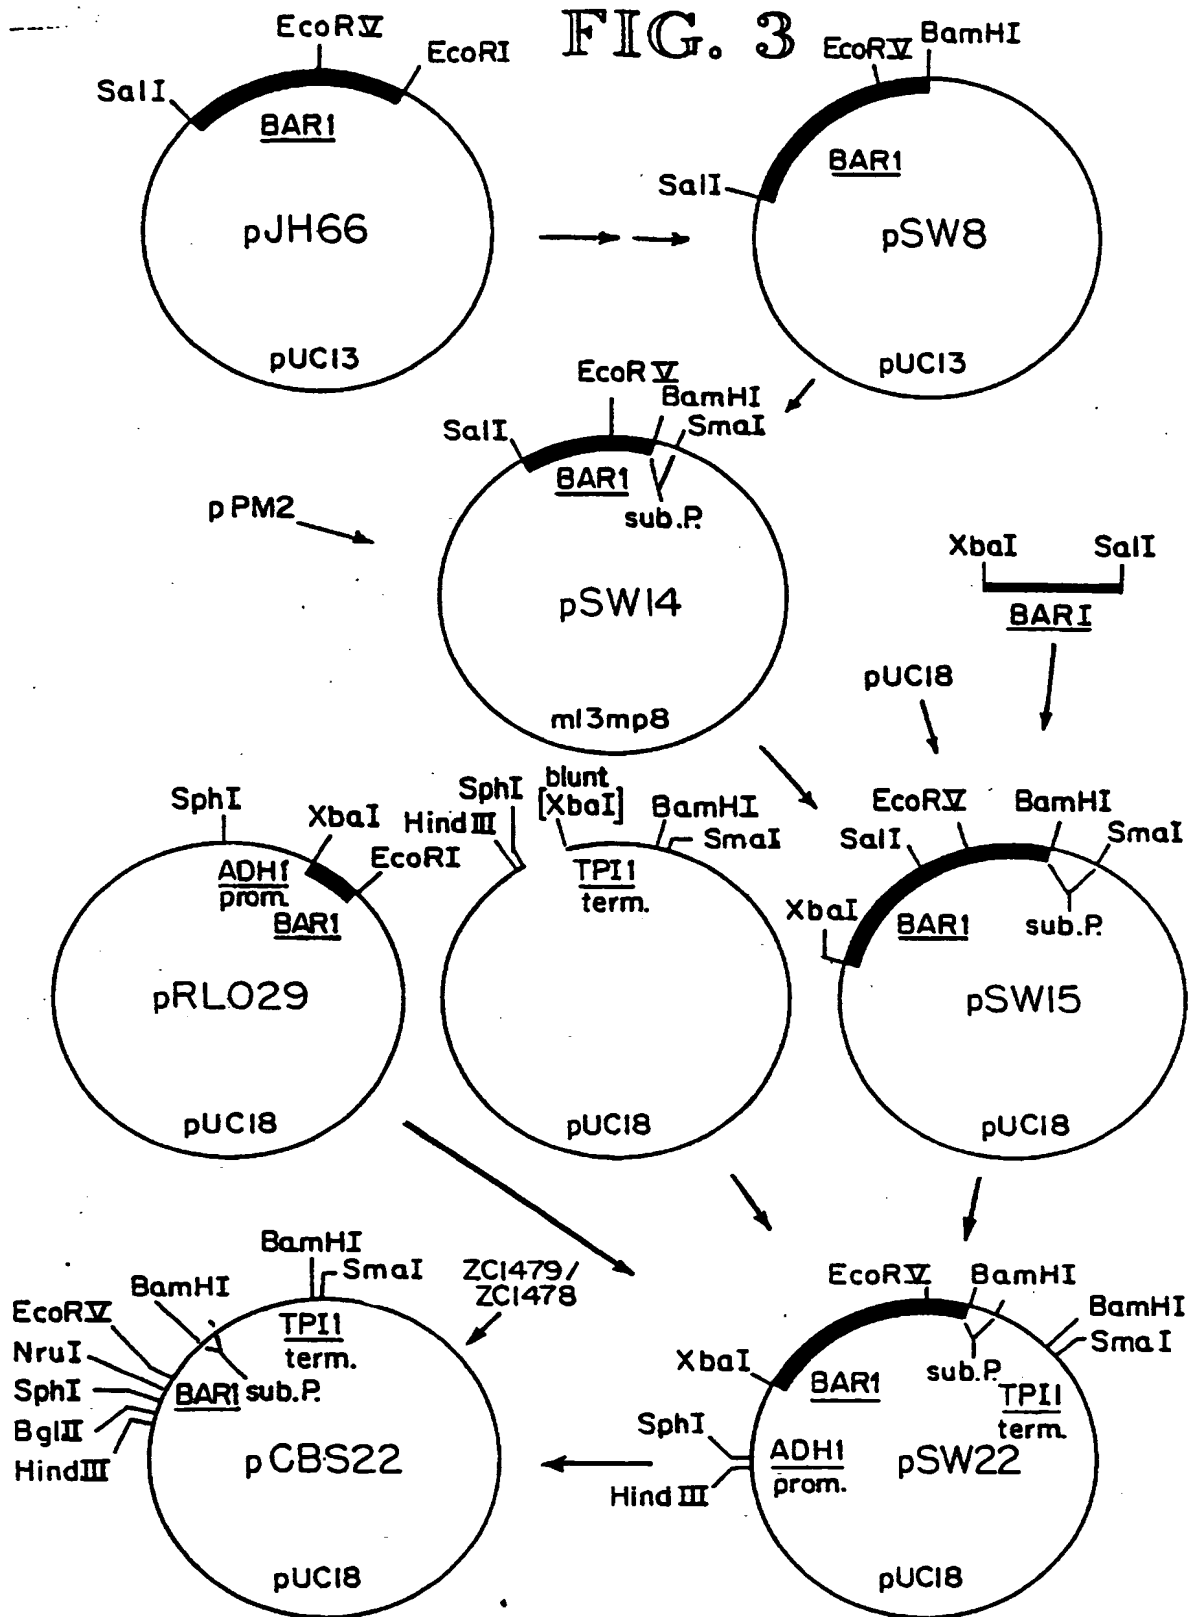 FIG. 3
EcoRV
EcoRI
SalI
BAR1
pJH66
pUC13
EcoRV
BamHI
SalI
BAR1
pSW8
pUC13
EcoRV
BamHI
SmaI
SalI
BAR1
sub.P.
pPM2
pSW14
m13mp8
XbaI
SalI
BARI
pUC18
SphI
XbaI
EcoRI
ADH1
prom.
BAR1
pRLO29
pUC18
SphI
blunt
[XbaI]
HindIII
BamHI
SmaI
TPI1
term.
pUC18
EcoRV
BamHI
SalI
SmaI
XbaI
BAR1
sub.P.
pSW15
pUC18
BamHI
SmaI
BamHI
EcoRV
NruI
SphI
BglII
HindIII
TPI1
term.
BAR1
sub.P.
pCBS22
pUC18
ZC1479/
ZC1478
EcoRV
BamHI
BamHI
SmaI
XbaI
BAR1
sub.P.
TPI1
term.
SphI
ADH1
prom.
HindIII
pSW22
pUC18